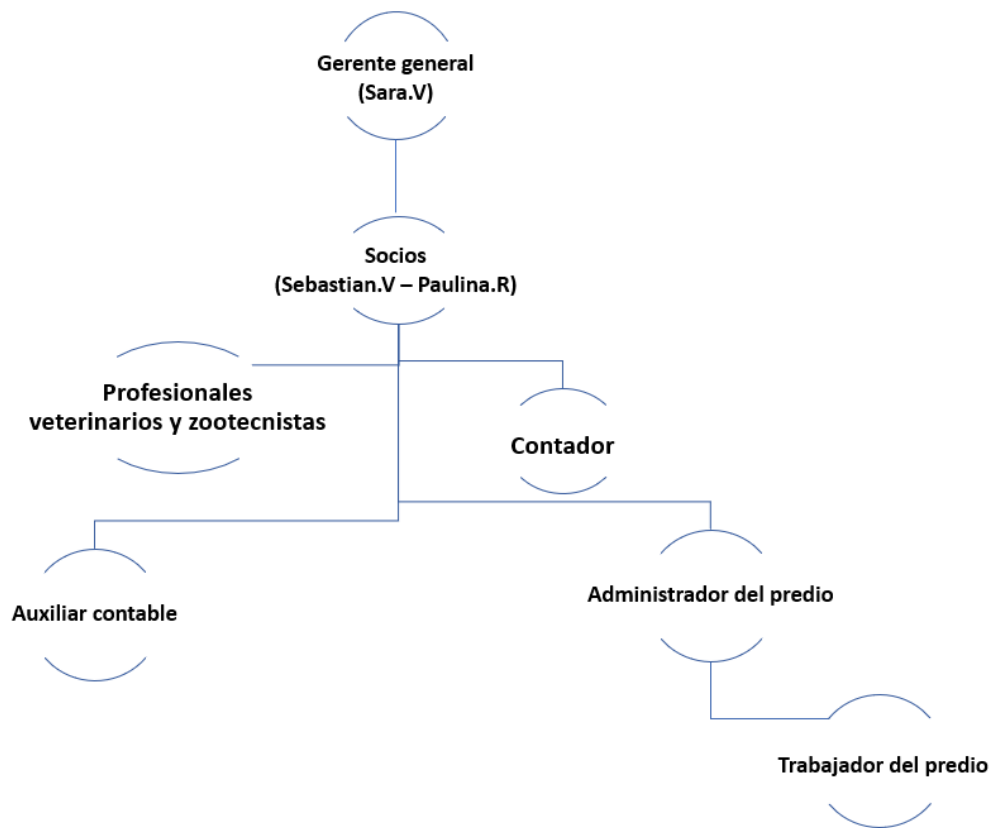 Gerente general
(Sara.V)
Socios
(Sebastian.V – Paulina.R)
Profesionales
veterinarios y zootecnistas
Contador
Auxiliar contable
Administrador del predio
Trabajador del predio